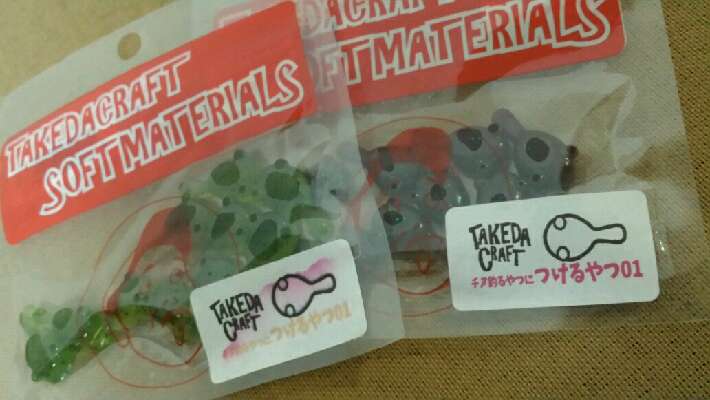 TAKEDACRAFT
SOFTMATERIALS
TAKEDACRAFT
SOFTMATERIALS
TAKEDA
CRAFT
つけるやつ01
TAKEDA
CRAFT
チヌ釣るやつにつけるやつ01